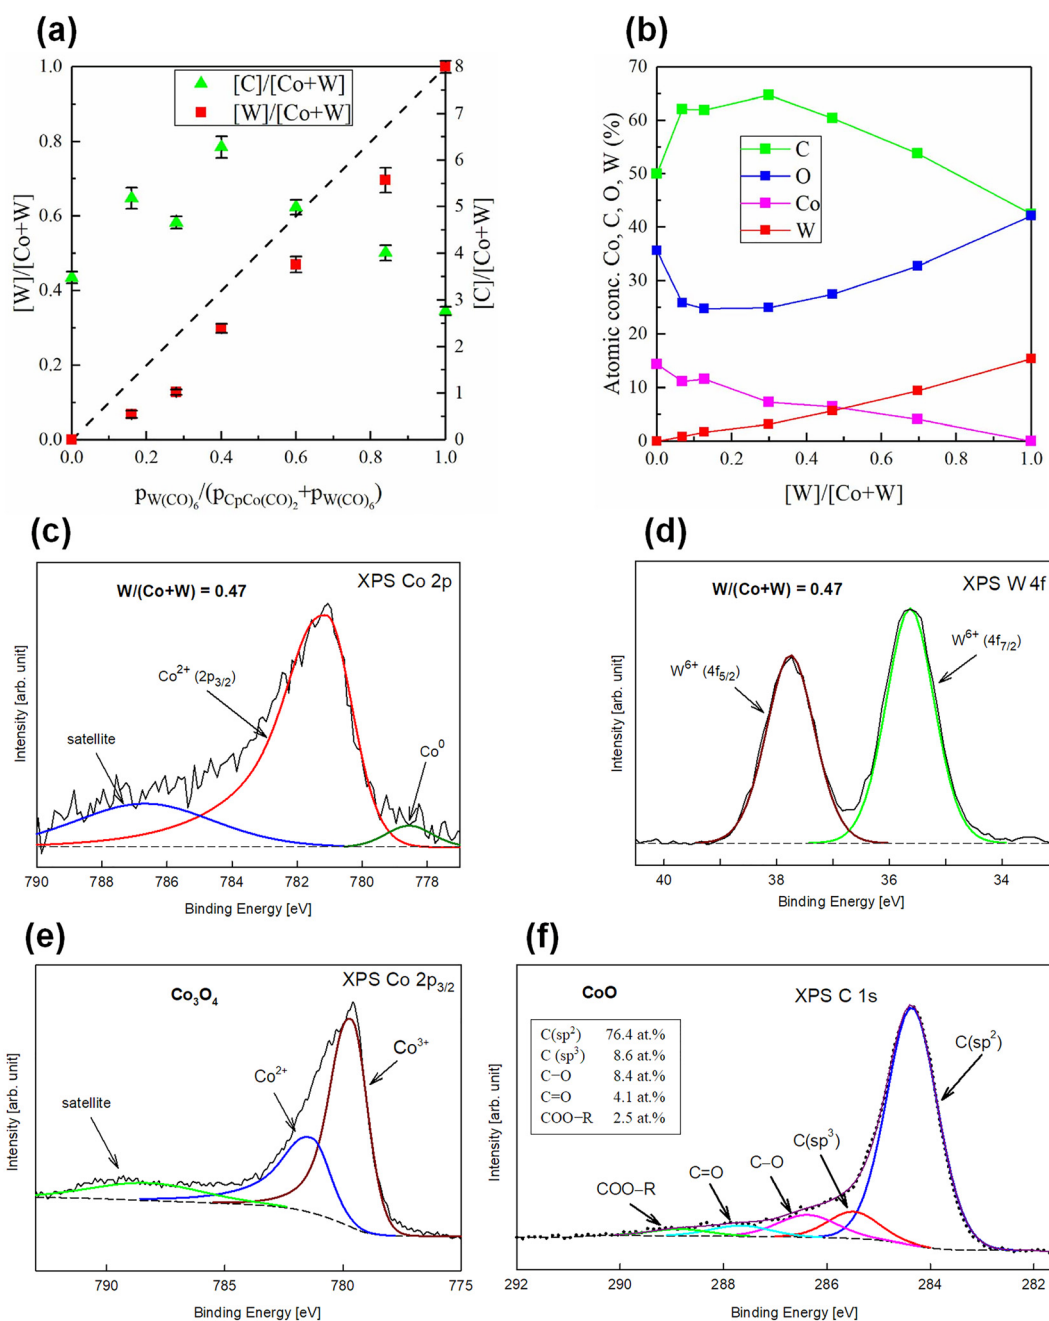 (a)
1.0
0.8
0.6
0.4
0.2
0.0
[W]/[Co+W]
[C]/[Co+W]
[W]/[Co+W]
8
7
6
5
4
3
2
1
0
[C]/[Co+W]
0.0 0.2 0.4 0.6 0.8 1.0
pW(CO)6/(pCpCo(CO)2+pW(CO)6)
(b)
70
60
50
40
30
20
10
0
Atomic conc. Co, C, O, W (%)
C
O
Co
W
0.0 0.2 0.4 0.6 0.8 1.0
[W]/[Co+W]
(c)
XPS Co 2p
W/(Co+W) = 0.47
Co2+ (2p3/2)
satellite
Co0
Intensity [arb. unit]
790 788 786 784 782 780 778
Binding Energy [eV]
(d)
XPS W 4f
W/(Co+W) = 0.47
W6+ (4f7/2)
W6+ (4f5/2)
Intensity [arb. unit]
40 38 36 34
Binding Energy [eV]
(e)
XPS Co 2p3/2
Co3O4
Co3+
Co2+
satellite
Intensity [arb. unit]
790 785 780 775
Binding Energy [eV]
(f)
CoO
XPS C 1s
C(sp2) 76.4 at.%
C (sp3) 8.6 at.%
C−O 8.4 at.%
C=O 4.1 at.%
COO−R 2.5 at.%
C(sp2)
C(sp3)
C−O
C=O
COO−R
Intensity [arb. unit]
292 290 288 286 284 282
Binding Energy [eV]